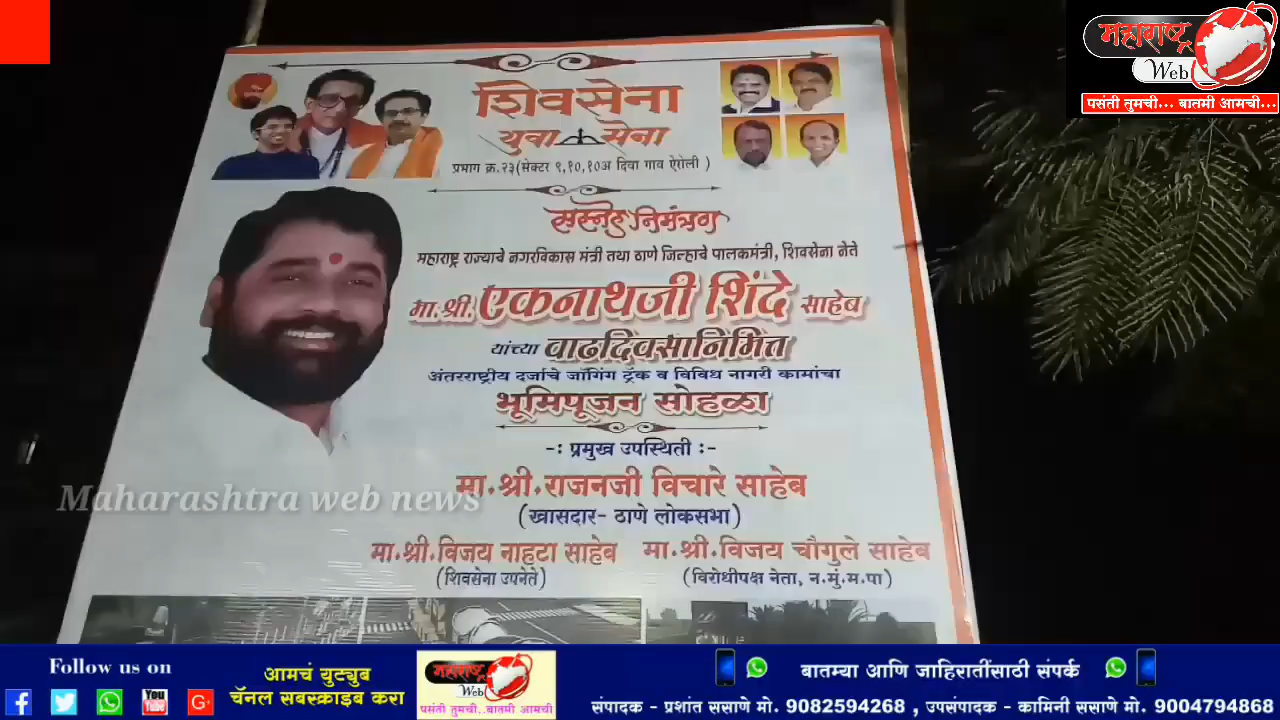 महाराष्ट्र
Web
पसंती तुमची... बातमी आमची...
शिवसेना
युवा सेना
प्रभाग क्र.२३(सेक्टर ९,१०,१०अ दिवा गाव ऐरोली )
सस्नेह निमंत्रण
महाराष्ट्र राज्याचे नगरविकास मंत्री तथा ठाणे जिल्हाचे पालकमंत्री, शिवसेना नेते
मा.श्री. एकनाथजी शिंदे साहेब
यांच्या वाढदिवसानिमित्त
अंतरराष्ट्रीय दर्जाचे जॉगिंग ट्रॅक व विविध नागरी कामांचा
भूमिपूजन सोहळा
-: प्रमुख उपस्थिती :-
मा.श्री.राजनजी विचारे साहेब
(खासदार- ठाणे लोकसभा)
मा.श्री.विजय नाहटा साहेब मा.श्री.विजय चौगुले साहेब
(शिवसेना उपनेते) (विरोधीपक्ष नेता, न.मुं.म.पा)
Maharashtra web news
Follow us on
You Tube
G+
आमचं युट्युब
चॅनल सबस्क्राइब करा
महाराष्ट्र
Web
पसंती तुमची..बातमी आमची
बातम्या आणि जाहिरातींसाठी संपर्क
संपादक - प्रशांत ससाणे मो. 9082594268 , उपसंपादक - कामिनी ससाणे मो. 9004794868